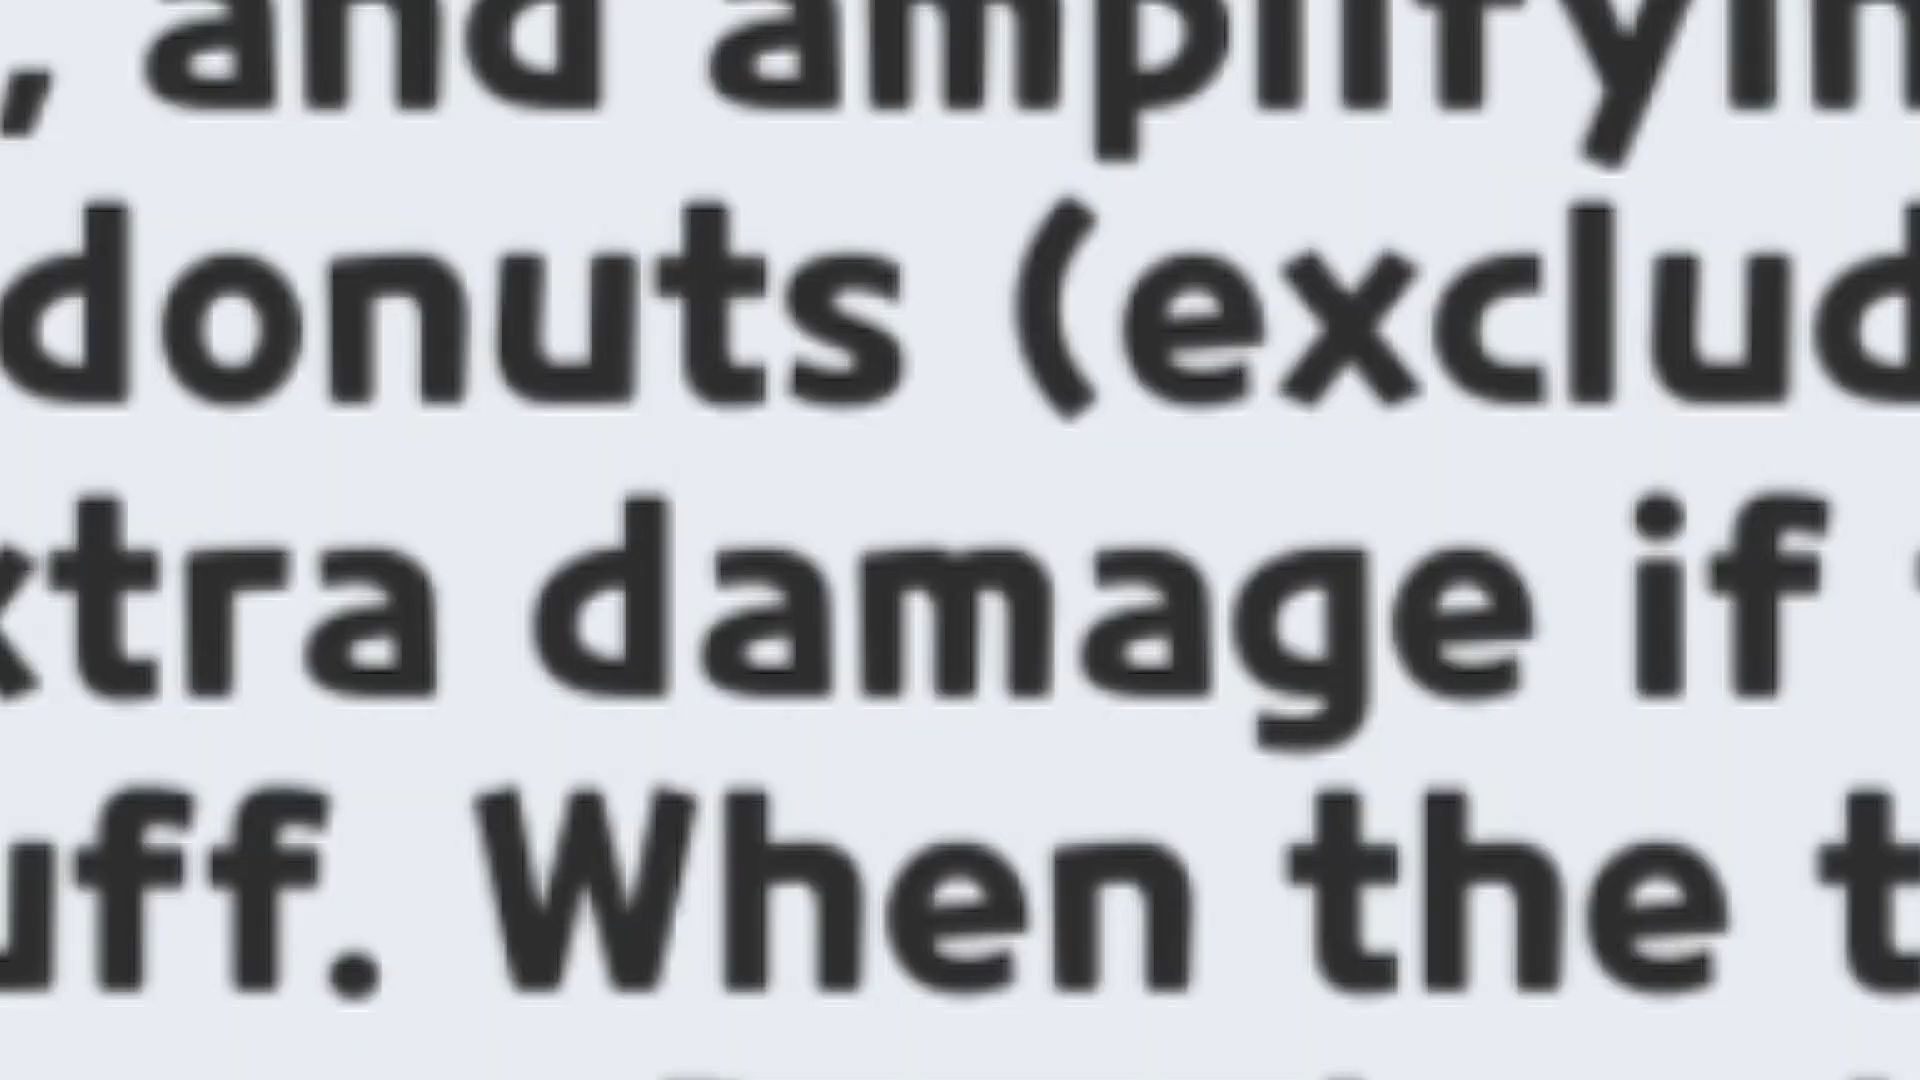 , and amplifyin
donuts (exclud
xtra damage if
uff. When the t